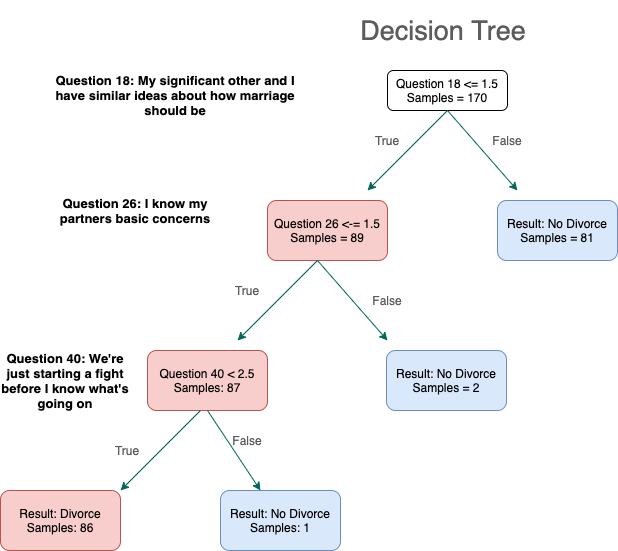 Decision Tree
Question 18: My significant other and I
have similar ideas about how marriage
should be
Question 18 <= 1.5
Samples = 170
True
False
Question 26: I know my
partners basic concerns
Question 26 <-= 1.5
Samples = 89
Result: No Divorce
Samples = 81
True
False
Question 40: We're
just starting a fight
before I know what's
going on
Question 40 < 2.5
Samples: 87
Result: No Divorce
Samples = 2
True
False
Result: Divorce
Samples: 86
Result: No Divorce
Samples: 1